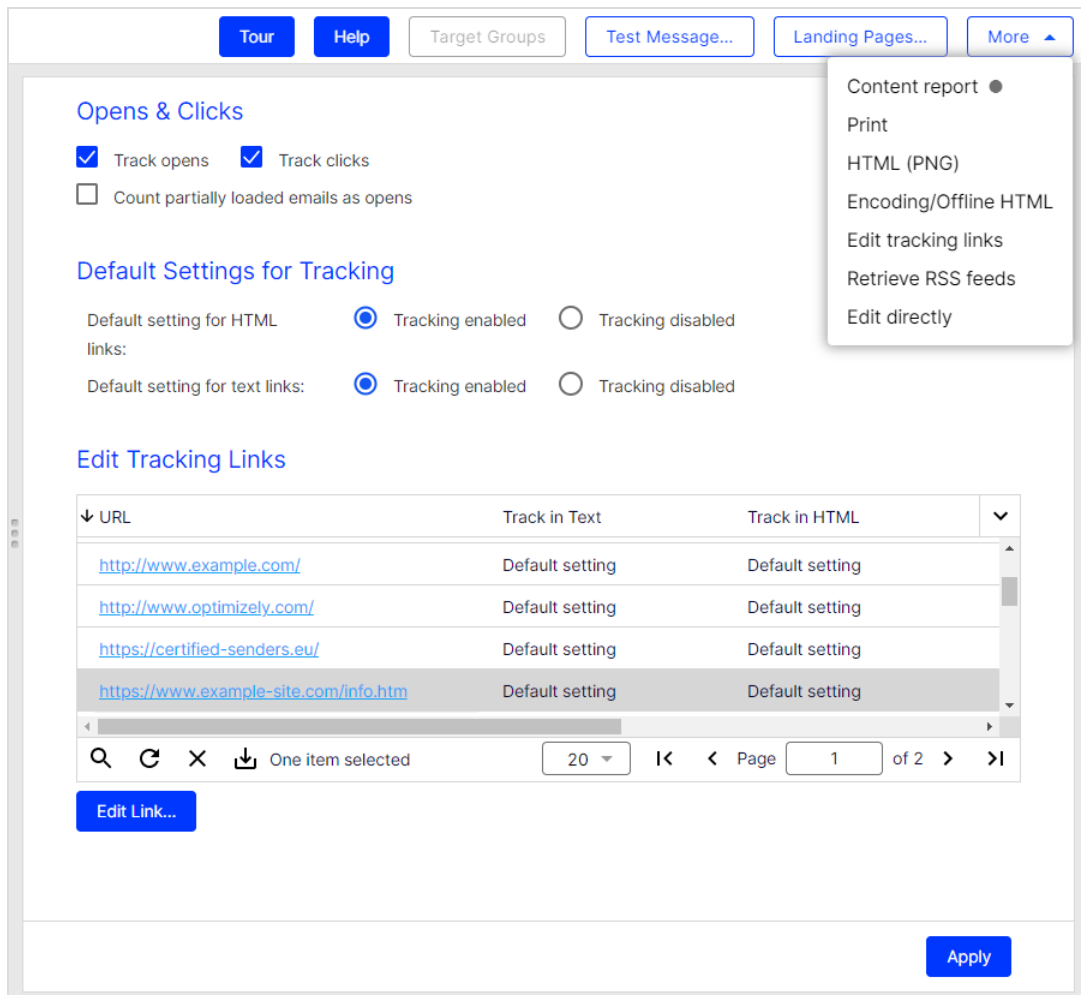 Tour Help Target Groups Test Message... Landing Pages... More
Content report
Print
HTML (PNG)
Encoding/Offline HTML
Edit tracking links
Retrieve RSS feeds
Edit directly
Opens & Clicks
Track opens Track clicks
Count partially loaded emails as opens
Default Settings for Tracking
Default setting for HTML links: Tracking enabled Tracking disabled
Default setting for text links: Tracking enabled Tracking disabled
Edit Tracking Links
URL Track in Text Track in HTML
http://www.example.com/ Default setting Default setting
http://www.optimizely.com/ Default setting Default setting
https://certified-senders.eu/ Default setting Default setting
https://www.example-site.com/info.htm Default setting Default setting
One item selected 20 Page 1 of 2
Edit Link...
Apply